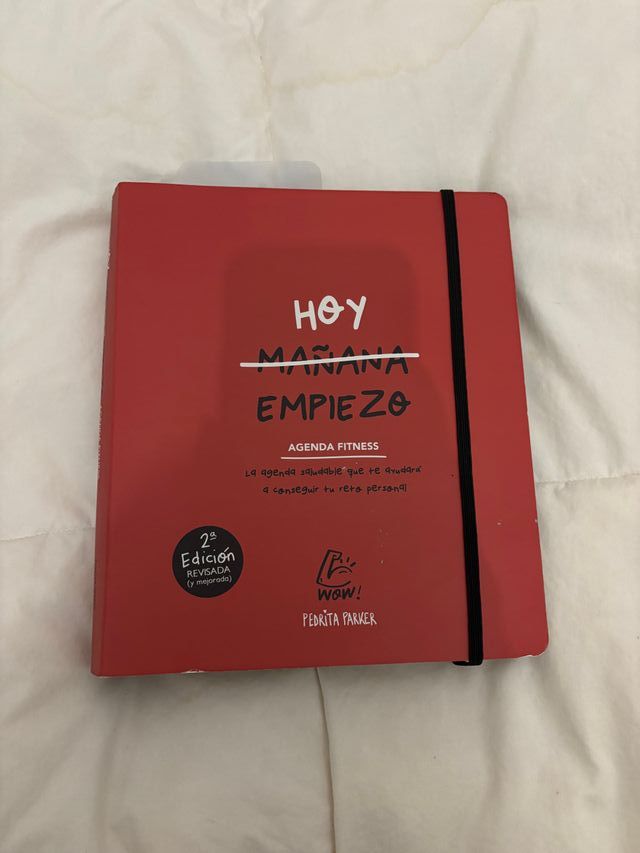 HOY
MAÑANA
EMPIEZO
AGENDA FITNESS
La agenda saludable que te ayudará
a conseguir tu reto personal
2ª
Edición
REVISADA
(y mejorada)
WOW!
PEDRITA PARKER